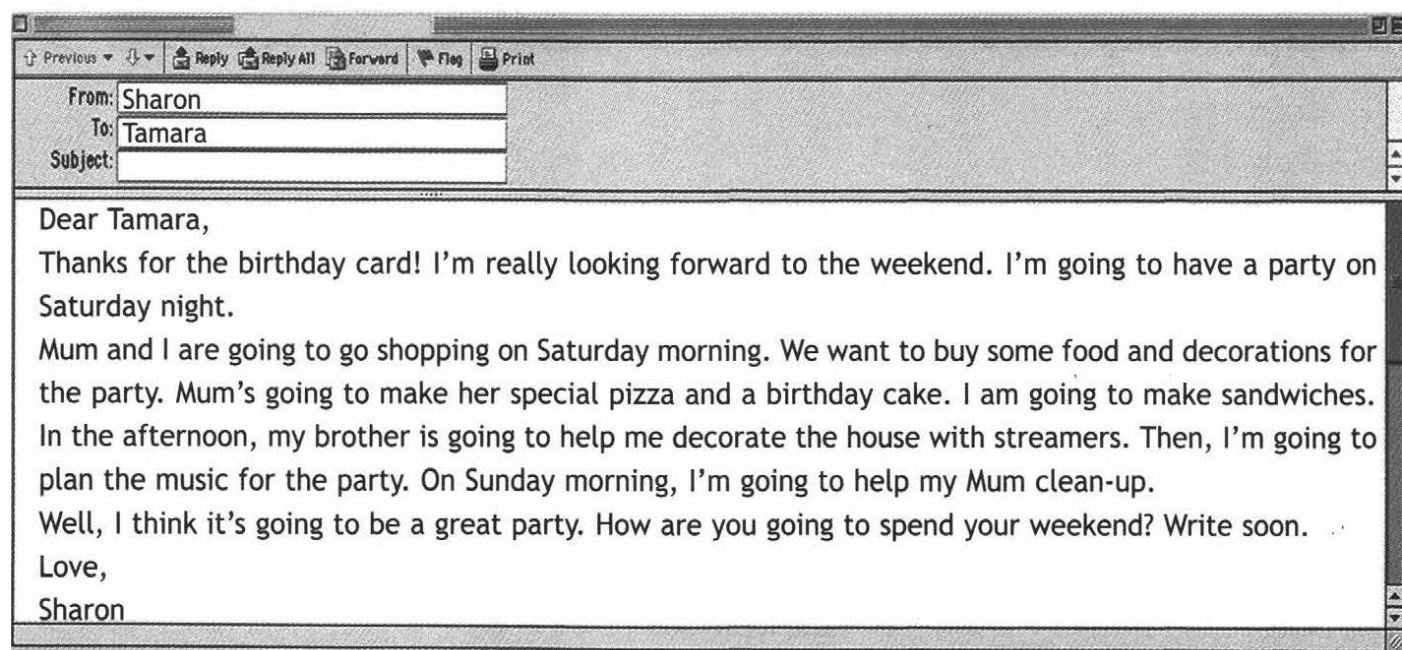 Previous Reply Reply All Forward Flag Print
From: Sharon
To: Tamara
Subject:
Dear Tamara,
Thanks for the birthday card! I'm really looking forward to the weekend. I'm going to have a party on
Saturday night.
Mum and I are going to go shopping on Saturday morning. We want to buy some food and decorations for
the party. Mum's going to make her special pizza and a birthday cake. I am going to make sandwiches.
In the afternoon, my brother is going to help me decorate the house with streamers. Then, I'm going to
plan the music for the party. On Sunday morning, I'm going to help my Mum clean-up.
Well, I think it's going to be a great party. How are you going to spend your weekend? Write soon.
Love,
Sharon